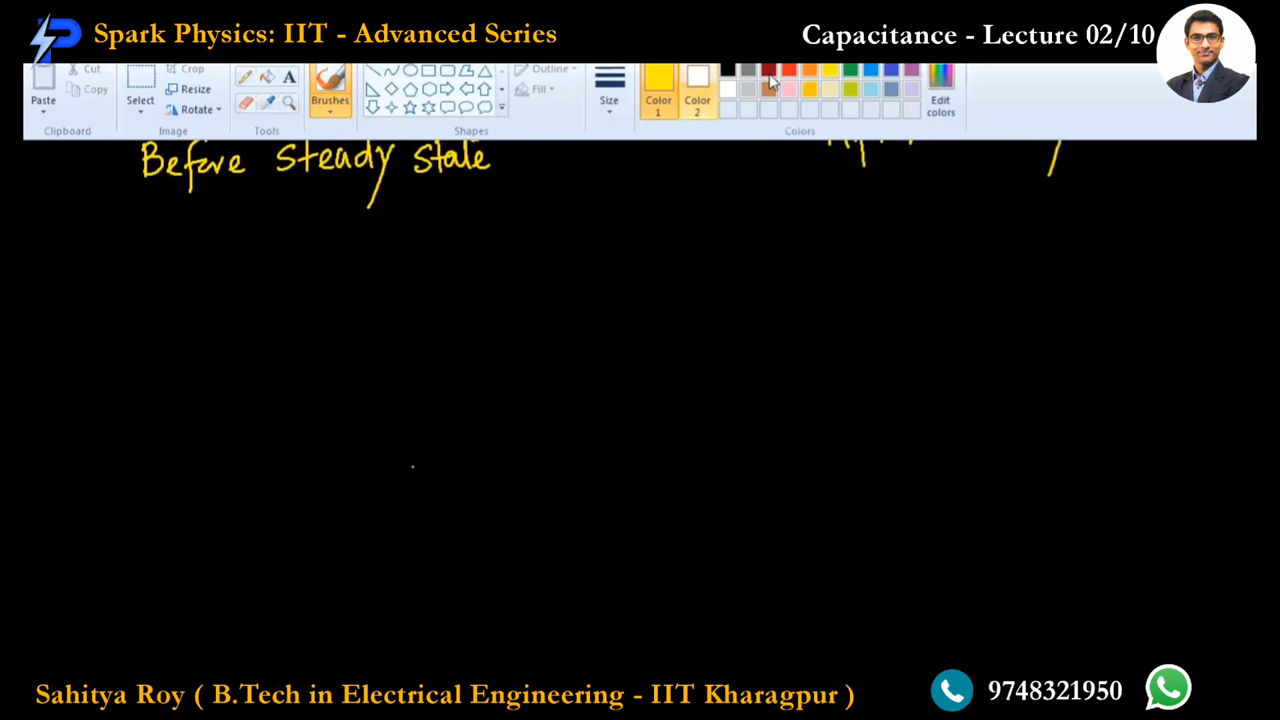 Spark Physics: IIT - Advanced Series
Capacitance - Lecture 02/10
Paste
Cut
Copy
Clipboard
Select
Crop
Resize
Rotate
Image
A
Tools
Brushes
Outline
Fill
Shapes
Size
Color 1
Color 2
Edit colors
Colors
Before steady state
Sahitya Roy ( B.Tech in Electrical Engineering - IIT Kharagpur )
9748321950